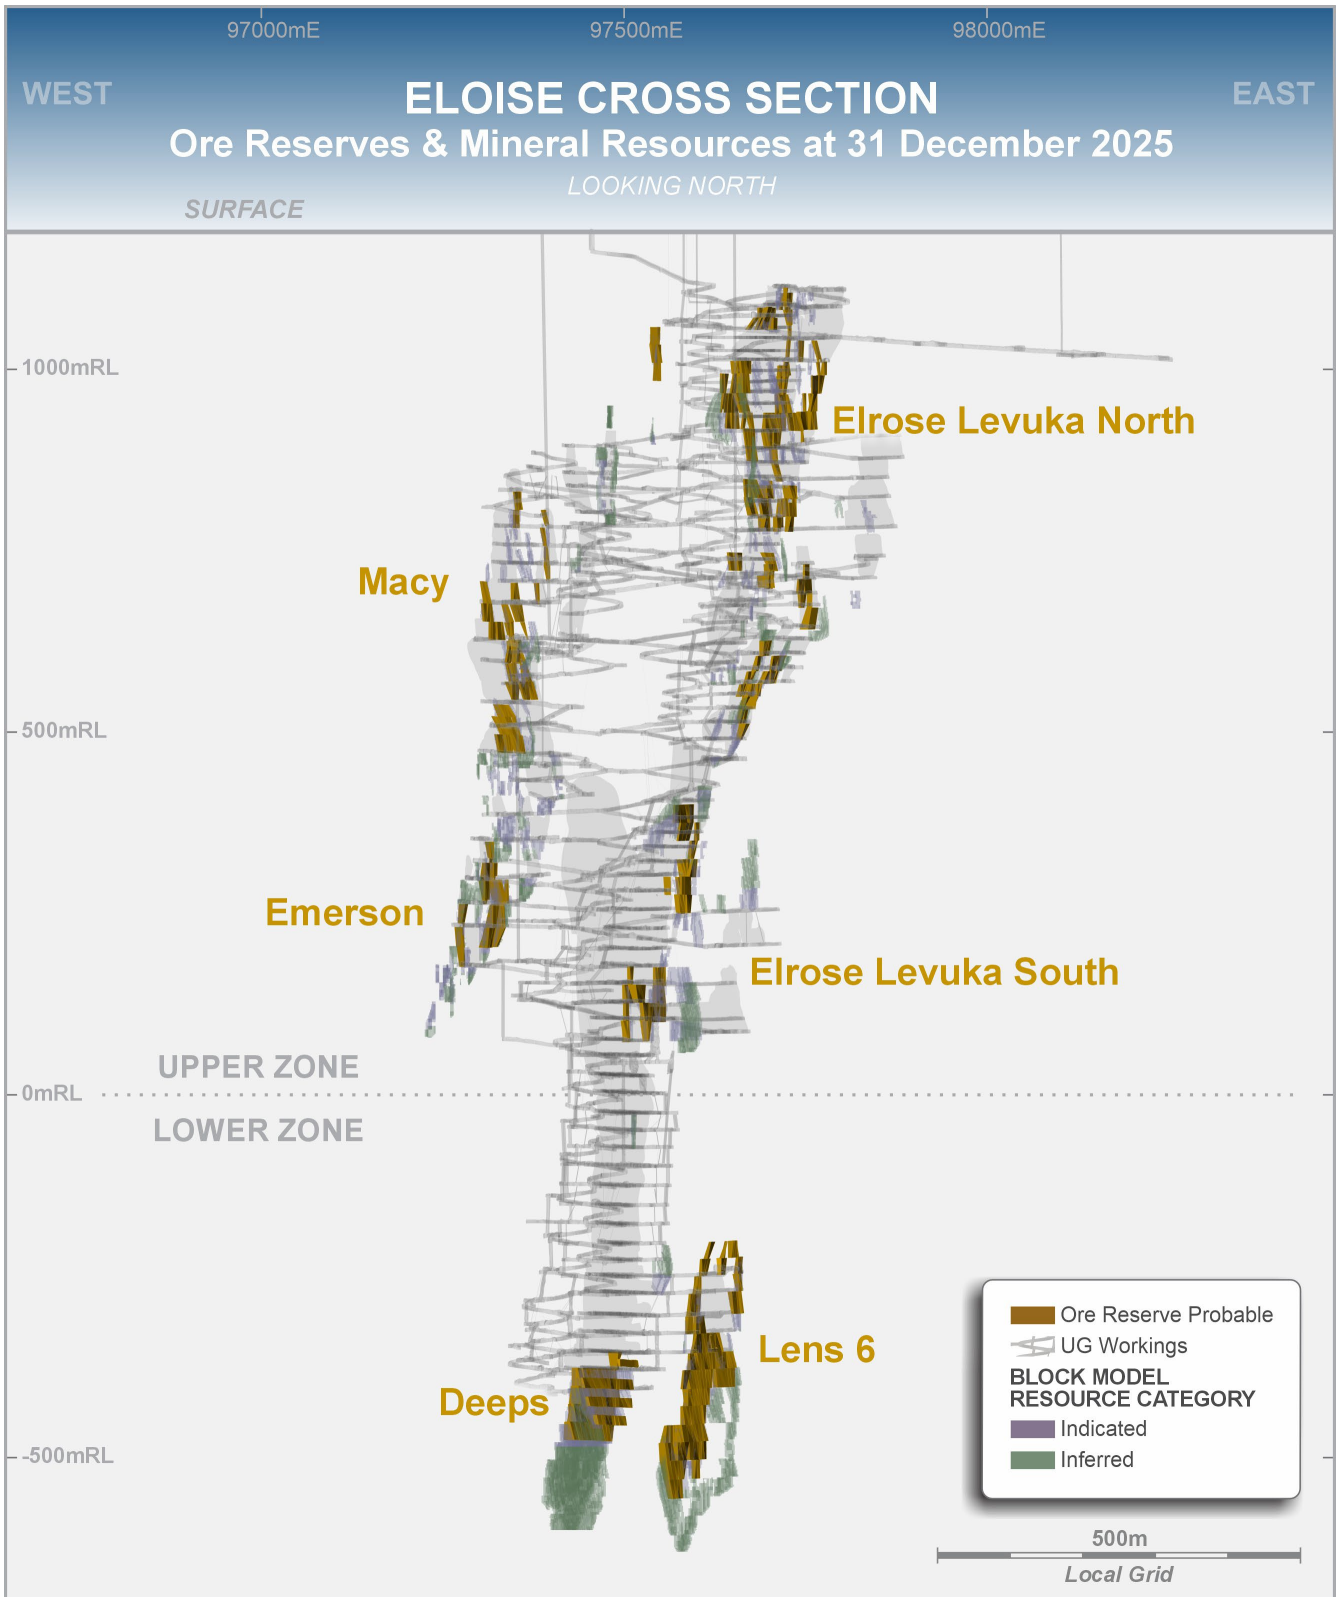 97000mE 97500mE 98000mE
WEST
EAST
ELOISE CROSS SECTION
Ore Reserves & Mineral Resources at 31 December 2025
LOOKING NORTH
SURFACE
1000mRL
Elrose Levuka North
Macy
500mRL
Emerson
Elrose Levuka South
UPPER ZONE
0mRL
LOWER ZONE
Lens 6
Deeps
-500mRL
Ore Reserve Probable
UG Workings
BLOCK MODEL
RESOURCE CATEGORY
Indicated
Inferred
500m
Local Grid